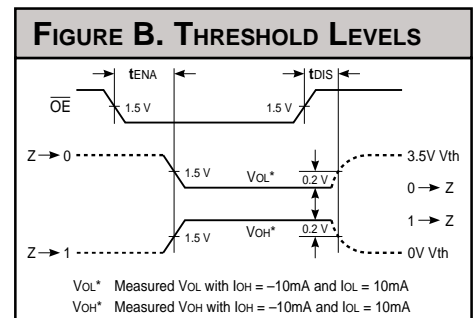 FIGURE B. THRESHOLD LEVELS
tENA tDIS
OE 1.5 V 1.5 V
Z → 0 3.5V Vth
1.5 V VOL* 0.2 V
0 → Z
1 → Z
1.5 V VOH* 0.2 V
Z → 1 0V Vth
VOL* Measured VOL with IOH = –10mA and IOL = 10mA
VOH* Measured VOH with IOH = –10mA and IOL = 10mA